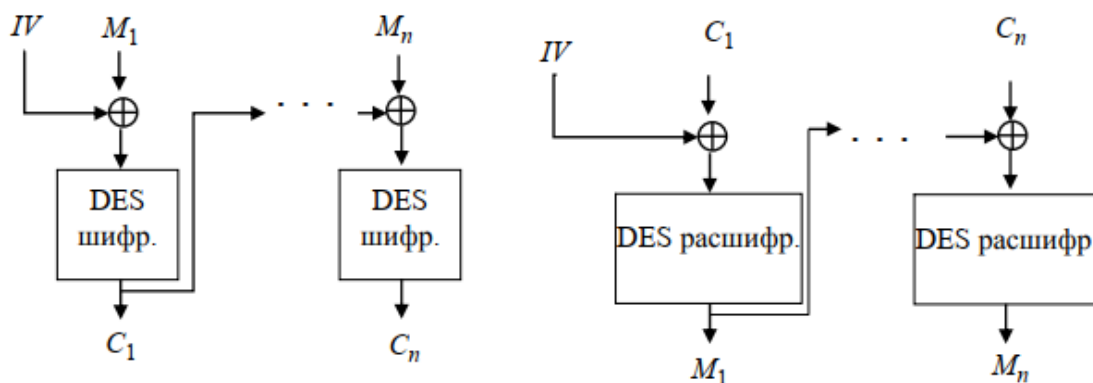 IV M₁ Mₙ
DES
шифр.
DES
шифр.
C₁ Cₙ
IV C₁ Cₙ
DES расшифр.
DES расшифр
M₁ Mₙ